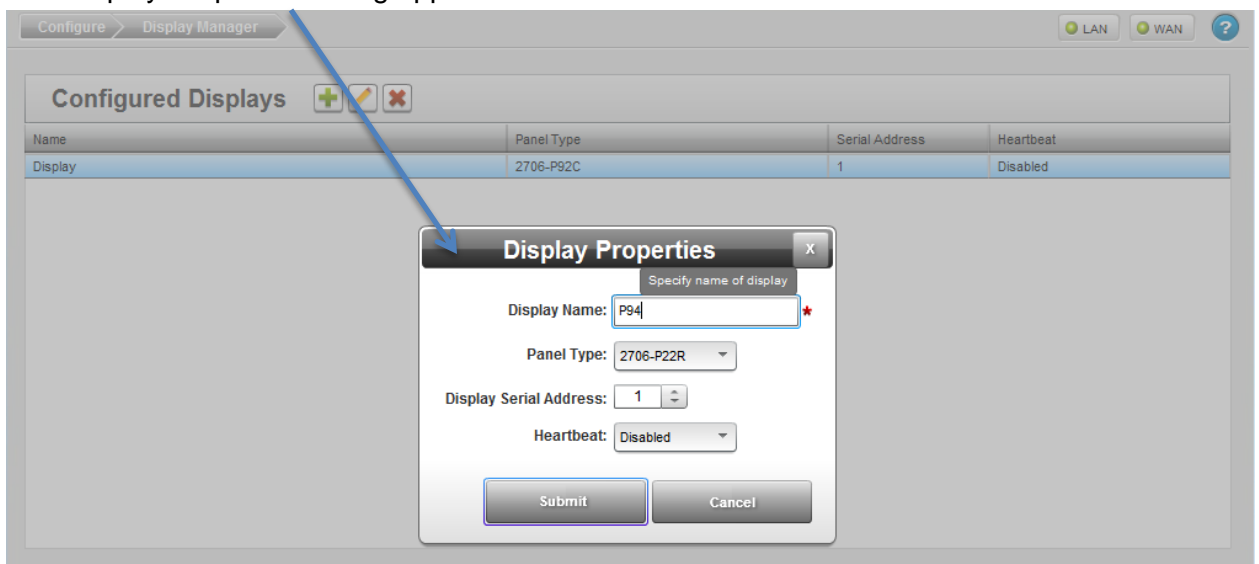 Configure Display Manager LAN WAN ?
Configured Displays
Name Panel Type Serial Address Heartbeat
Display 2706-P92C 1 Disabled
Display Properties x
Specify name of display
Display Name: P94 *
Panel Type: 2706-P22R
Display Serial Address: 1
Heartbeat: Disabled
Submit Cancel